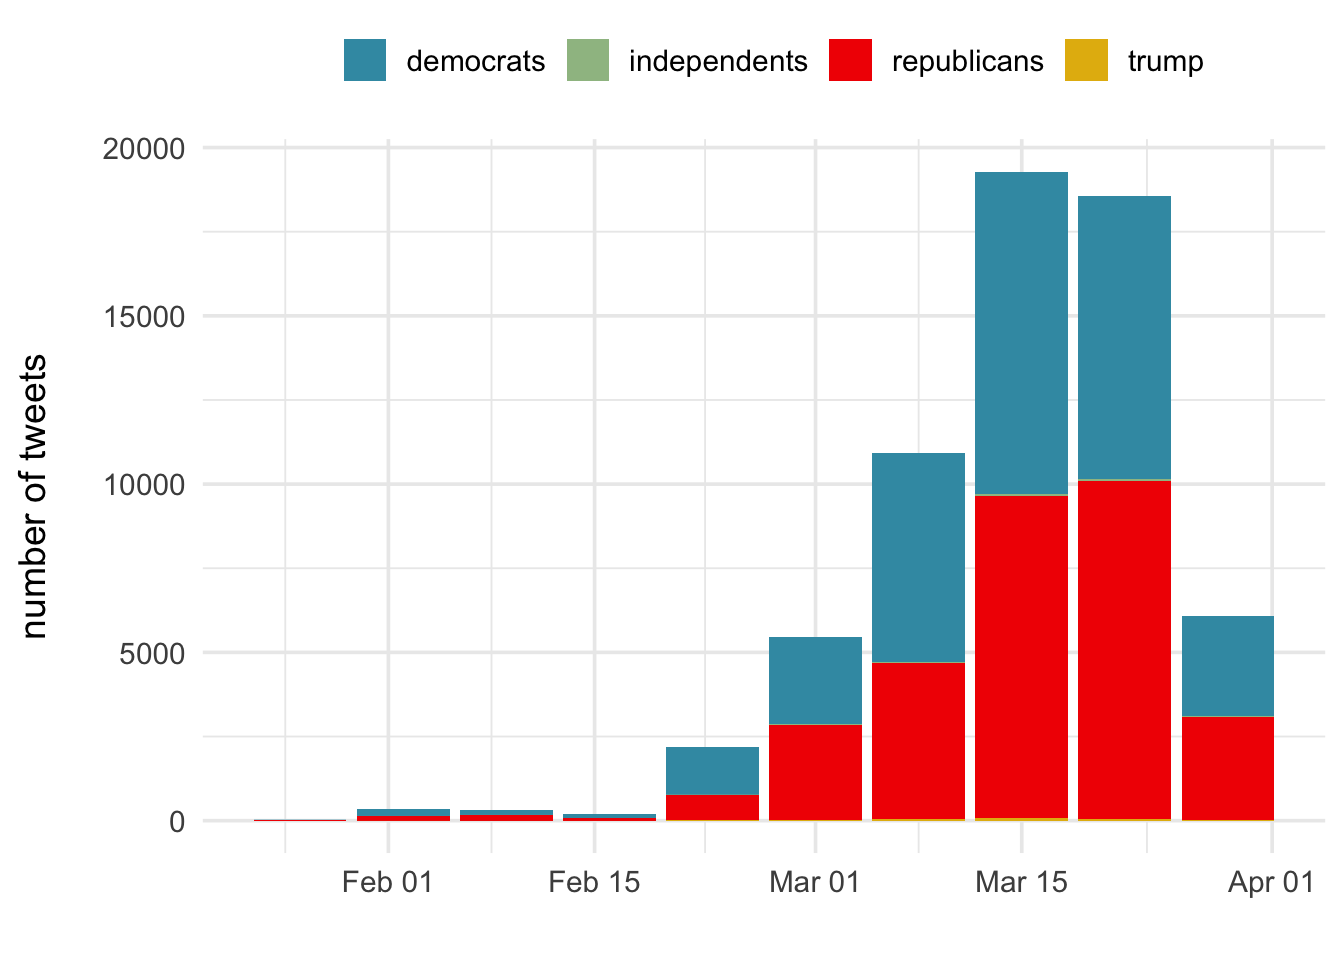 democrats independents republicans trump
number of tweets
20000
15000
10000
5000
0
Feb 01 Feb 15 Mar 01 Mar 15 Apr 01